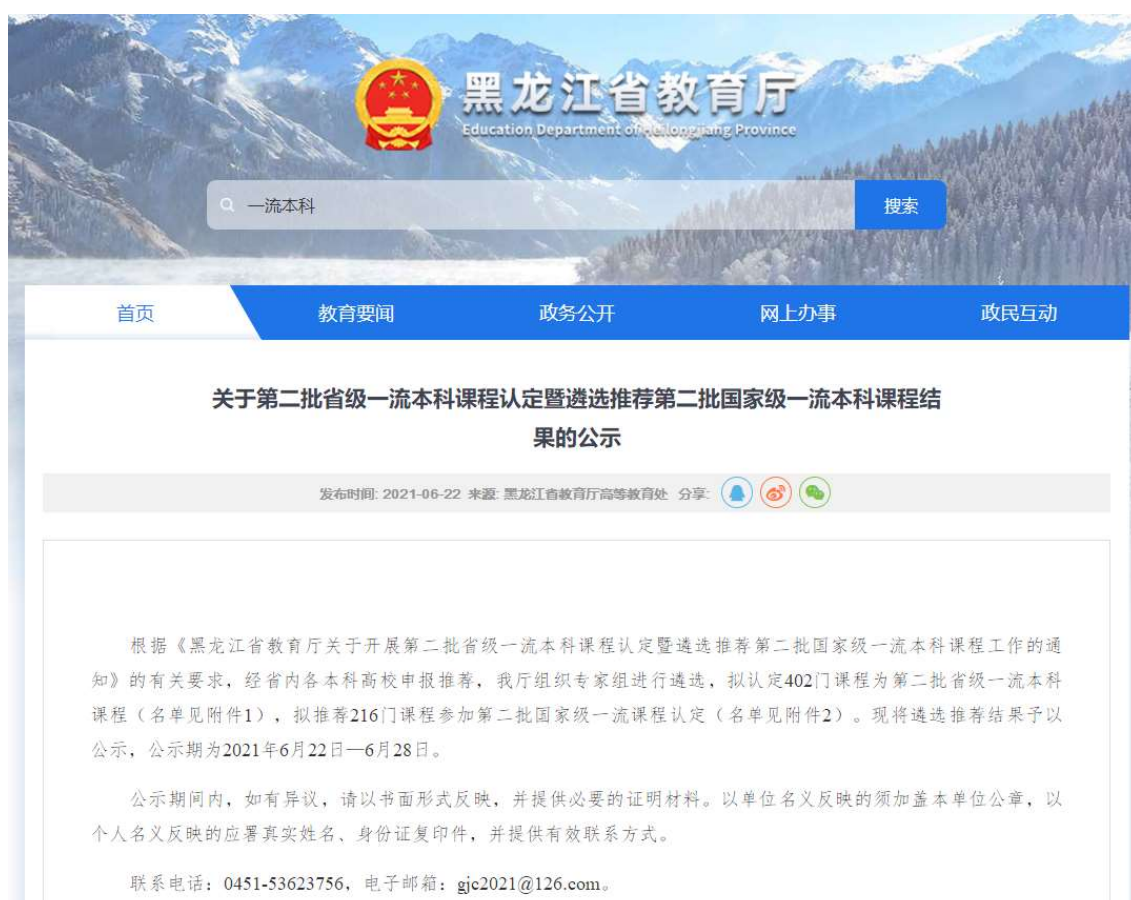 黑龙江省教育厅
Education Department of Heilongjiang Province
一流本科
搜索
首页 教育要闻 政务公开 网上办事 政民互动
关于第二批省级一流本科课程认定暨遴选推荐第二批国家级一流本科课程结
果的公示
发布时间: 2021-06-22 来源: 黑龙江省教育厅高等教育处 分享:
根据《黑龙江省教育厅关于开展第二批省级一流本科课程认定暨遴选推荐第二批国家级一流本科课程工作的通
知》的有关要求，经省内各本科高校申报推荐，我厅组织专家组进行遴选，拟认定402门课程为第二批省级一流本科
课程（名单见附件1），拟推荐216门课程参加第二批国家级一流课程认定（名单见附件2）。现将遴选推荐结果予以
公示，公示期为2021年6月22日—6月28日。
公示期间内，如有异议，请以书面形式反映，并提供必要的证明材料。以单位名义反映的须加盖本单位公章，以
个人名义反映的应署真实姓名、身份证复印件，并提供有效联系方式。
联系电话：0451-53623756，电子邮箱：gjc2021@126.com。